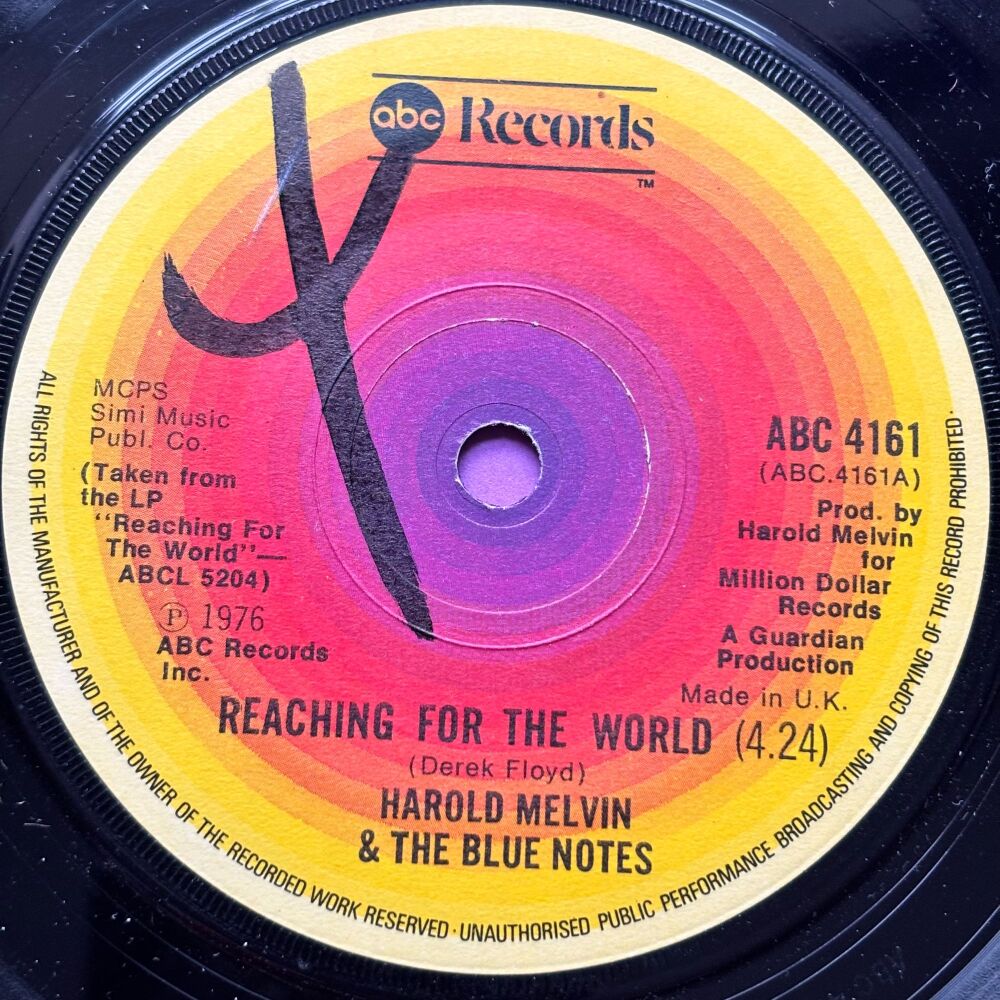 abc Records
®
TM
MCPS
Simi Music
Publ. Co.
(Taken from
the LP
"Reaching For
The World"—
ABCL 5204)
Ⓟ 1976
ABC Records
Inc.
ABC 4161
(ABC.4161A)
Prod. by
Harold Melvin
for
Million Dollar
Records
A Guardian
Production
Made in U.K.
REACHING FOR THE WORLD (4.24)
(Derek Floyd)
HAROLD MELVIN
& THE BLUE NOTES
ALL RIGHTS OF THE MANUFACTURER AND OF THE OWNER OF THE RECORDED WORK RESERVED · UNAUTHORISED PUBLIC PERFORMANCE BROADCASTING AND COPYING OF THIS RECORD PROHIBITED ·